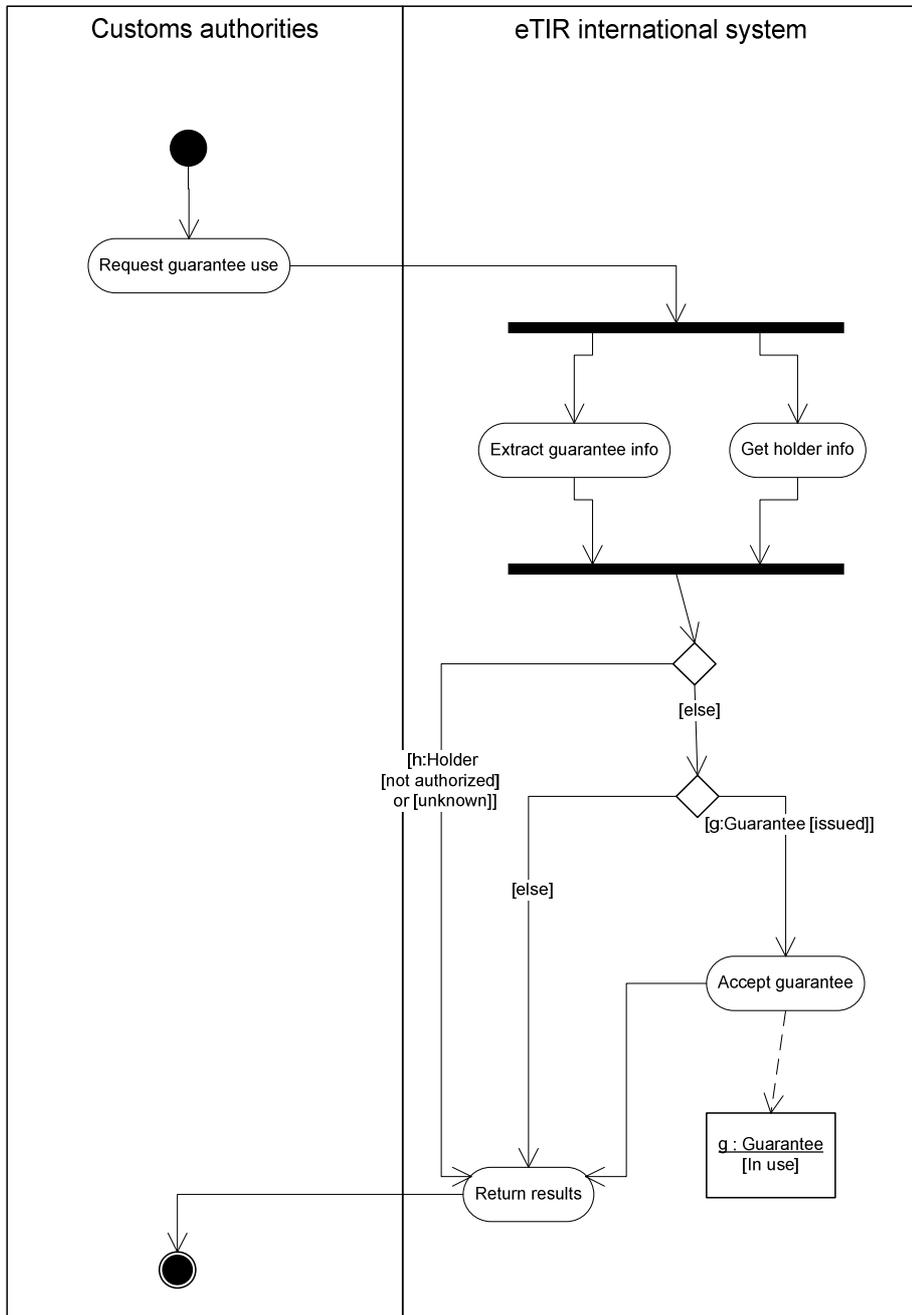 Customs authorities
eTIR international system
Request guarantee use
Extract guarantee info
Get holder info
[else]
[h:Holder
[not authorized]
or [unknown]]
[g:Guarantee [issued]]
[else]
Accept guarantee
g : Guarantee
[In use]
Return results